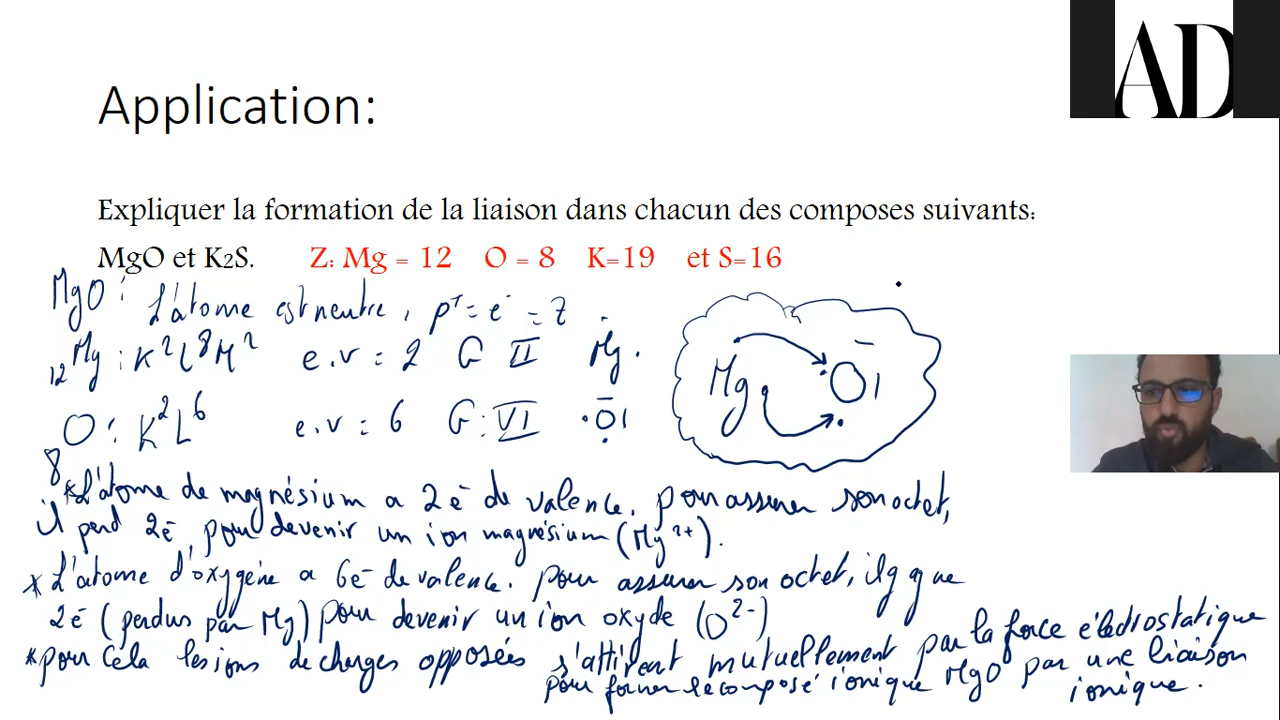 AD
Application:
Expliquer la formation de la liaison dans chacun des composes suivants:
MgO et K₂S. Z: Mg = 12 O = 8 K=19 et S=16
MgO : L'atome est neutre, p⁺ = e⁻ = Z.
₁₂Mg : K²L⁸M² e.v = 2 G II Mg
₈O : K²L⁶ e.v = 6 G : VI O
Mg O
*L'atome de magnésium a 2e⁻ de valence. pour assurer son octet,
il perd 2e⁻, pour devenir un ion magnésium (Mg²⁺).
* L'atome d'oxygène a 6e⁻ de valence. pour assurer son octet, il gagne
2e⁻ (perdus par Mg) pour devenir un ion oxyde (O²⁻)
*pour cela les ions de charges opposées s'attirent mutuellement par la force électrostatique
pour former le composé ionique MgO par une liaison
ionique.